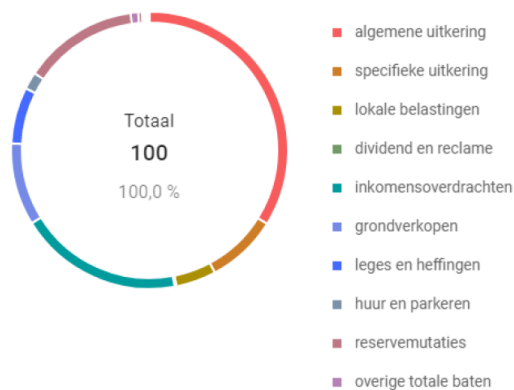 Totaal
100
100,0 %
algemene uitkering
specifieke uitkering
lokale belastingen
dividend en reclame
inkomensoverdrachten
grondverkopen
leges en heffingen
huur en parkeren
reservemutaties
overige totale baten